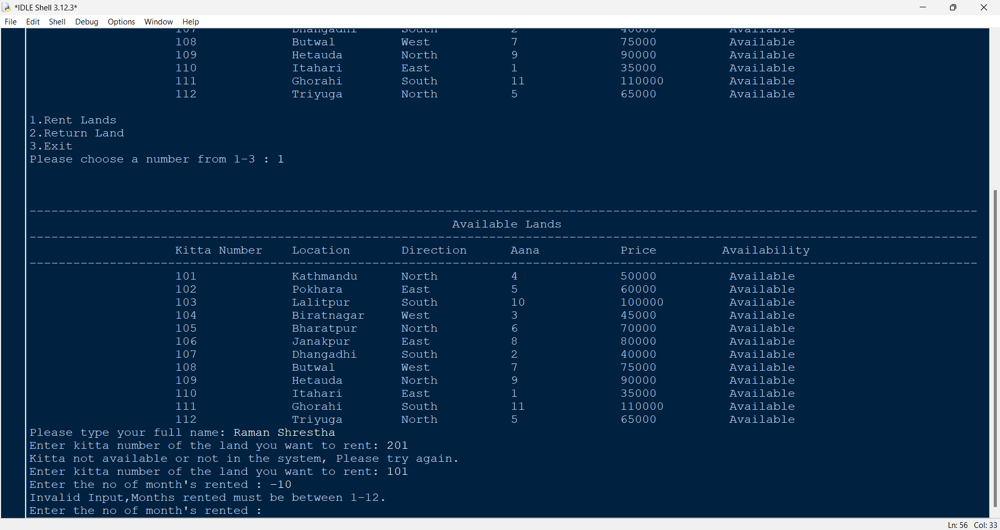 *IDLE Shell 3.12.3*
File Edit Shell Debug Options Window Help
107 Dhangadhi South 2 40000 Available
108 Butwal West 7 75000 Available
109 Hetauda North 9 90000 Available
110 Itahari East 1 35000 Available
111 Ghorahi South 11 110000 Available
112 Triyuga North 5 65000 Available
1.Rent Lands
2.Return Land
3.Exit
Please choose a number from 1-3 : 1
Available Lands
Kitta Number Location Direction Aana Price Availability
101 Kathmandu North 4 50000 Available
102 Pokhara East 5 60000 Available
103 Lalitpur South 10 100000 Available
104 Biratnagar West 3 45000 Available
105 Bharatpur North 6 70000 Available
106 Janakpur East 8 80000 Available
107 Dhangadhi South 2 40000 Available
108 Butwal West 7 75000 Available
109 Hetauda North 9 90000 Available
110 Itahari East 1 35000 Available
111 Ghorahi South 11 110000 Available
112 Triyuga North 5 65000 Available
Please type your full name: Raman Shrestha
Enter kitta number of the land you want to rent: 201
Kitta not available or not in the system, Please try again.
Enter kitta number of the land you want to rent: 101
Enter the no of month's rented : -10
Invalid Input,Months rented must be between 1-12.
Enter the no of month's rented :
Ln: 56 Col: 33